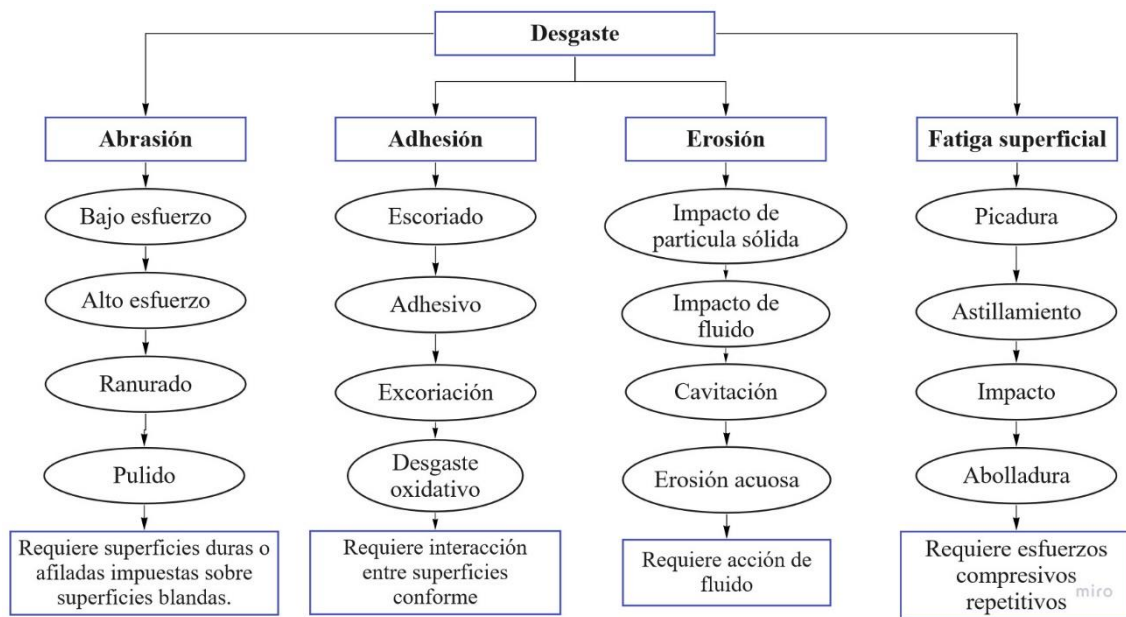 Desgaste
Abrasión
Bajo esfuerzo
Alto esfuerzo
Ranurado
Pulido
Requiere superficies duras o
afiladas impuestas sobre
superficies blandas.
Adhesión
Escoriado
Adhesivo
Excoriación
Desgaste
oxidativo
Requiere interacción
entre superficies
conforme
Erosión
Impacto de
particula sólida
Impacto de
fluido
Cavitación
Erosión acuosa
Requiere acción de
fluido
Fatiga superficial
Picadura
Astillamiento
Impacto
Abolladura
Requiere esfuerzos
compresivos
repetitivos
miro